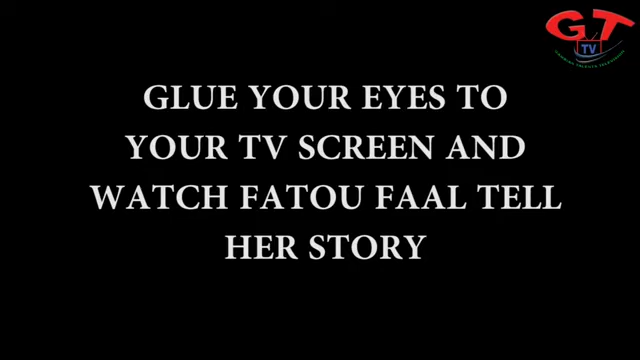 GT
TV
GLUE YOUR EYES TO
YOUR TV SCREEN AND
WATCH FATOU FAAL TELL
HER STORY